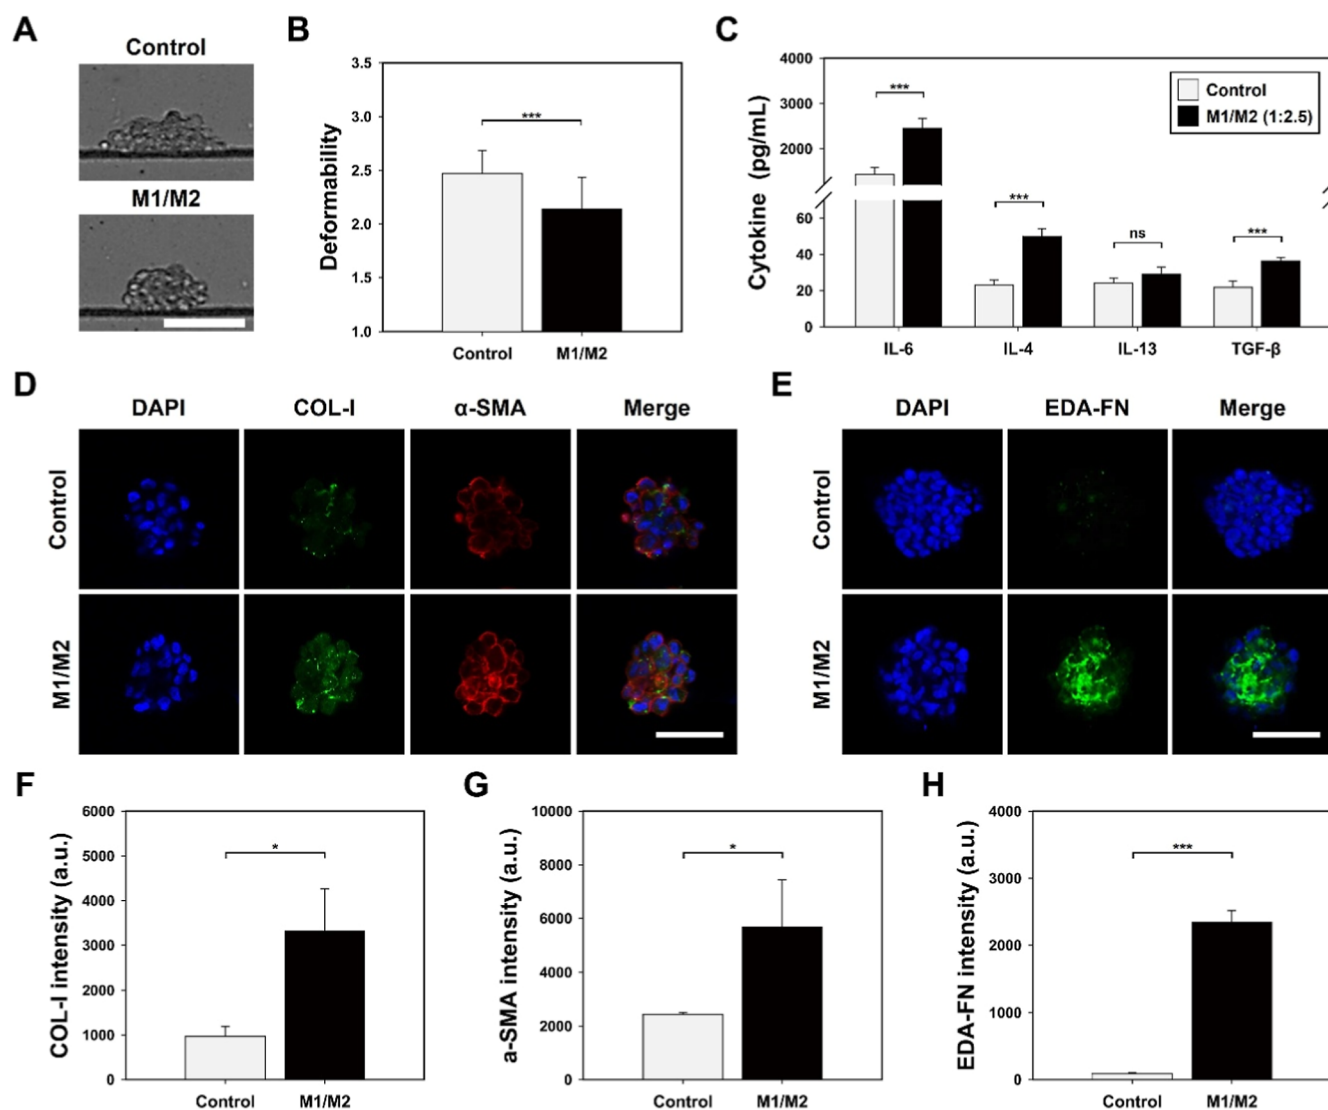 A
Control
M1/M2
B
3.5
3.0
2.5
2.0
1.5
1.0
Deformability
***
Control
M1/M2
C
4000
3000
2000
60
40
20
0
Cytokine (pg/mL)
Control
M1/M2 (1:2.5)
***
***
ns
***
IL-6
IL-4
IL-13
TGF-β
D
DAPI
COL-I
α-SMA
Merge
Control
M1/M2
E
DAPI
EDA-FN
Merge
Control
M1/M2
F
6000
5000
4000
3000
2000
1000
0
COL-I intensity (a.u.)
*
Control
M1/M2
G
10000
8000
6000
4000
2000
0
a-SMA intensity (a.u.)
*
Control
M1/M2
H
4000
3000
2000
1000
0
EDA-FN intensity (a.u.)
***
Control
M1/M2